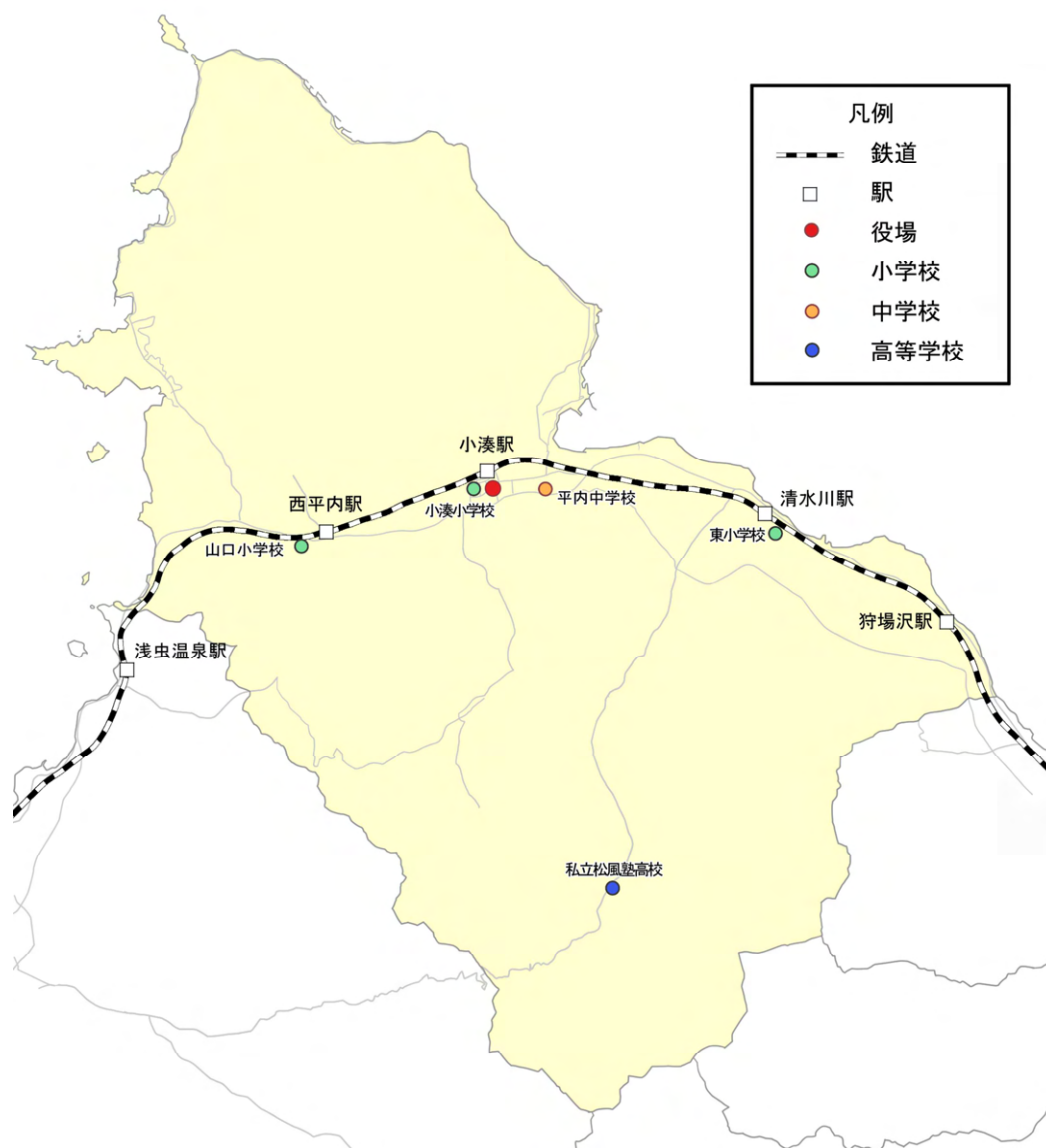 凡例
鉄道
駅
役場
小学校
中学校
高等学校
小湊駅
西平内駅
小湊小学校
平内中学校
清水川駅
山口小学校
東小学校
狩場沢駅
浅虫温泉駅
私立松風塾高校